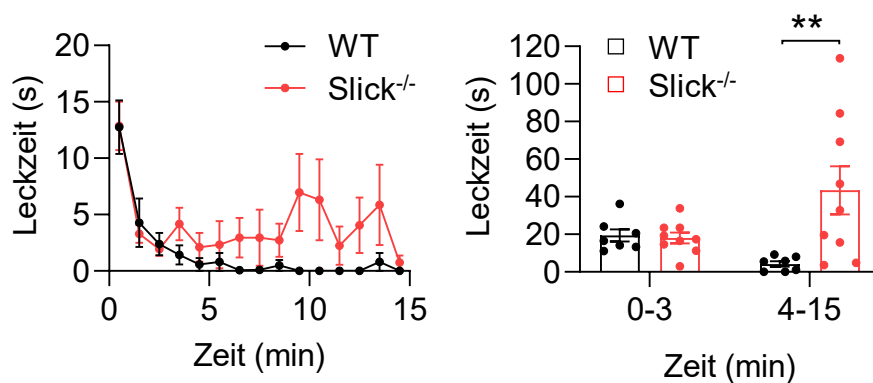 20
15
10
5
0
Leckzeit (s)
0
5
10
15
Zeit (min)
WT
Slick-/-
120
100
80
60
40
20
0
Leckzeit (s)
WT
Slick-/-
**
0-3
4-15
Zeit (min)